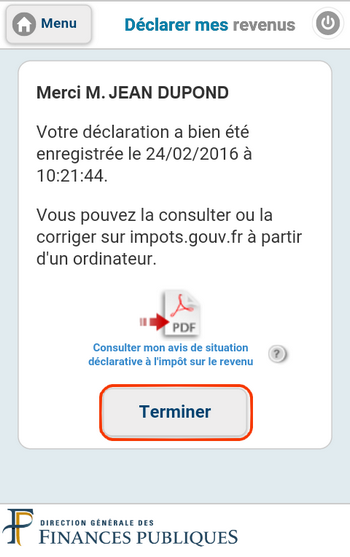 Menu
Déclarer mes revenus
Merci M. JEAN DUPOND
Votre déclaration a bien été
enregistrée le 24/02/2016 à
10:21:44.
Vous pouvez la consulter ou la
corriger sur impots.gouv.fr à partir
d'un ordinateur.
PDF
Consulter mon avis de situation
déclarative à l'impôt sur le revenu
?
Terminer
DIRECTION GÉNÉRALE DES
FINANCES PUBLIQUES